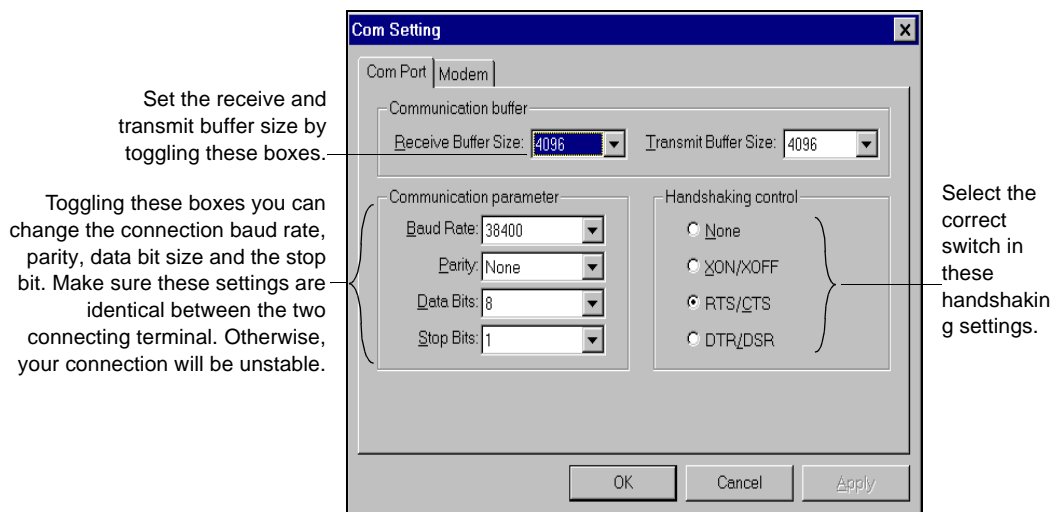 Com Setting
Com Port
Modem
Communication buffer
Receive Buffer Size: 4096
Transmit Buffer Size: 4096
Communication parameter
Baud Rate: 38400
Parity: None
Data Bits: 8
Stop Bits: 1
Handshaking control
None
XON/XOFF
RTS/CTS
DTR/DSR
OK
Cancel
Apply
Set the receive and
transmit buffer size by
toggling these boxes.
Toggling these boxes you can
change the connection baud rate,
parity, data bit size and the stop
bit. Make sure these settings are
identical between the two
connecting terminal. Otherwise,
your connection will be unstable.
Select the
correct
switch in
these
handshakin
g settings.